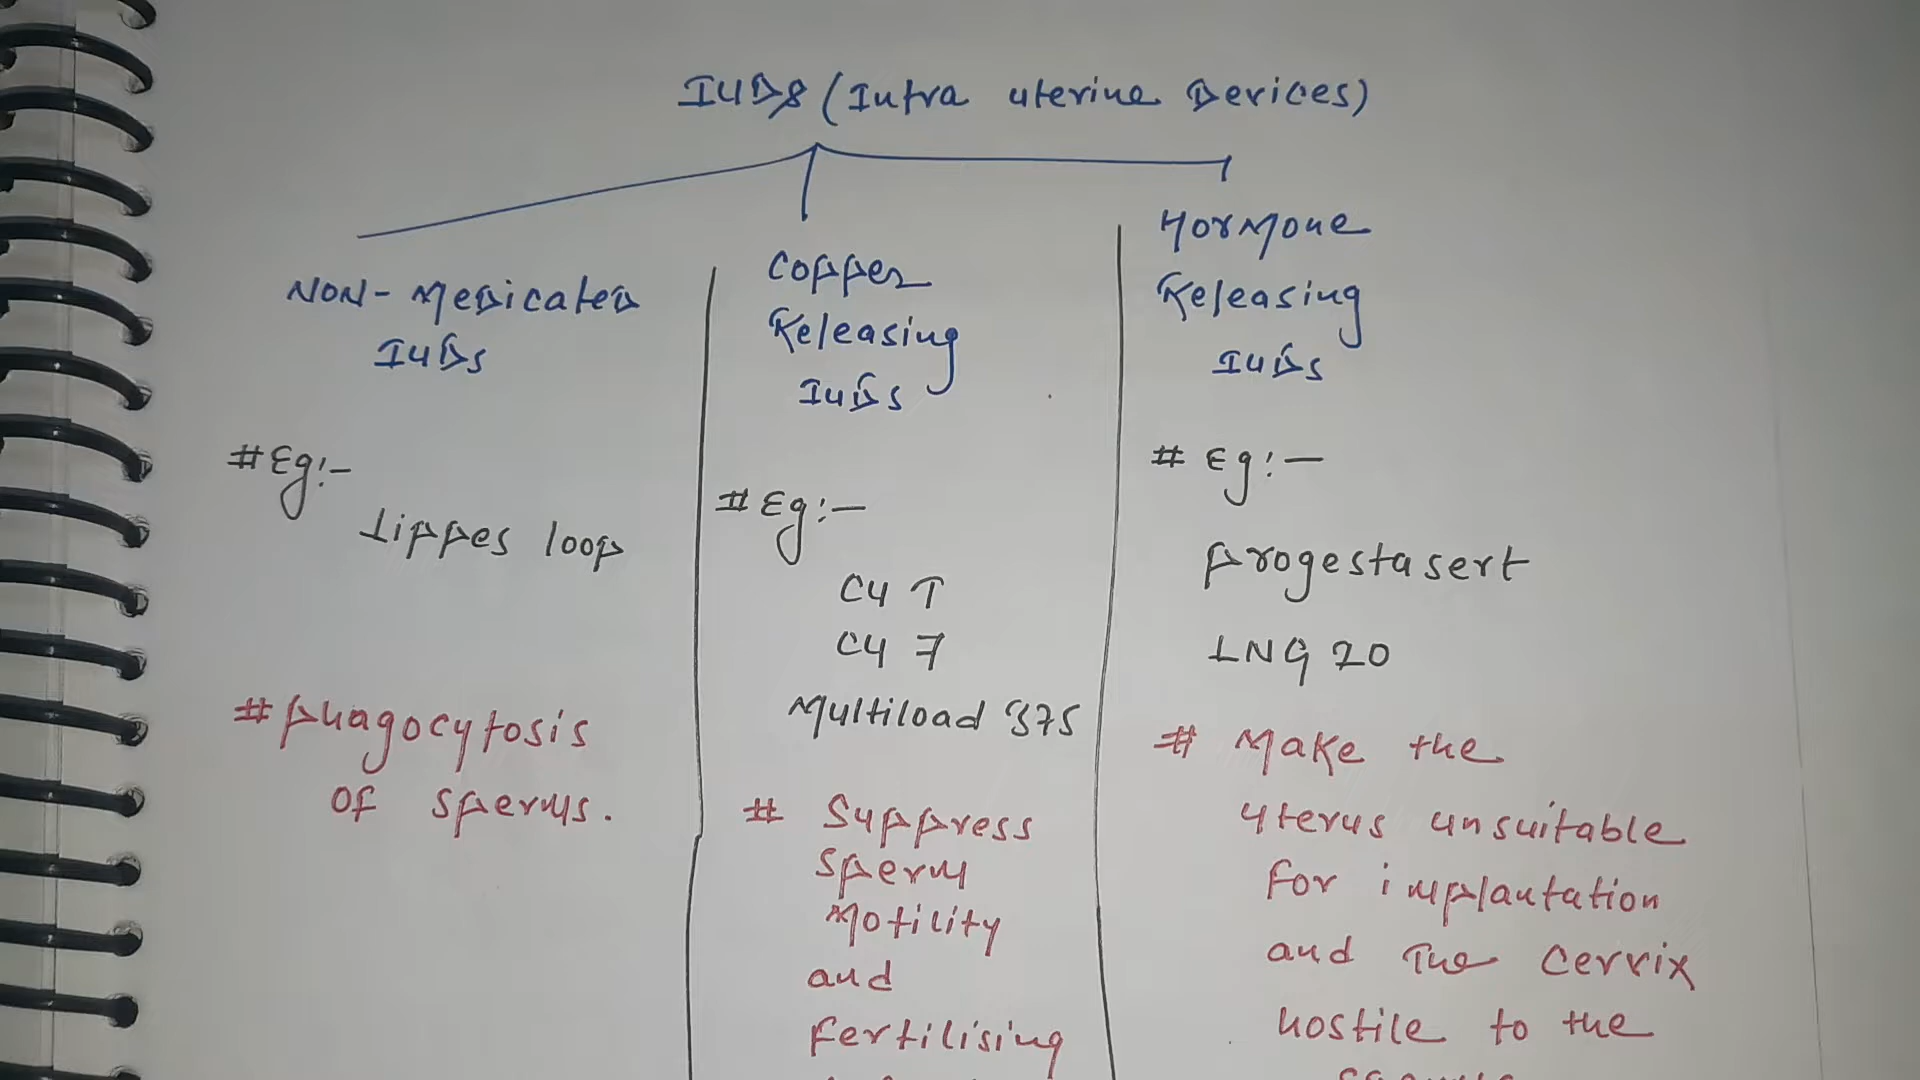 IUDs (Intra uterine Devices)
NON-Medicated
IUDs
#Eg:-
Lippes loop
#phagocytosis
of sperms.
Copper
Releasing
IUDs
#Eg:-
Cu T
Cu 7
Multiload 375
# Suppress
sperm
Motility
and
fertilising
Hormone
Releasing
IUDs
# Eg:-
progestasert
LNG 20
# Make the
uterus unsuitable
for implantation
and The cervix
hostile to the